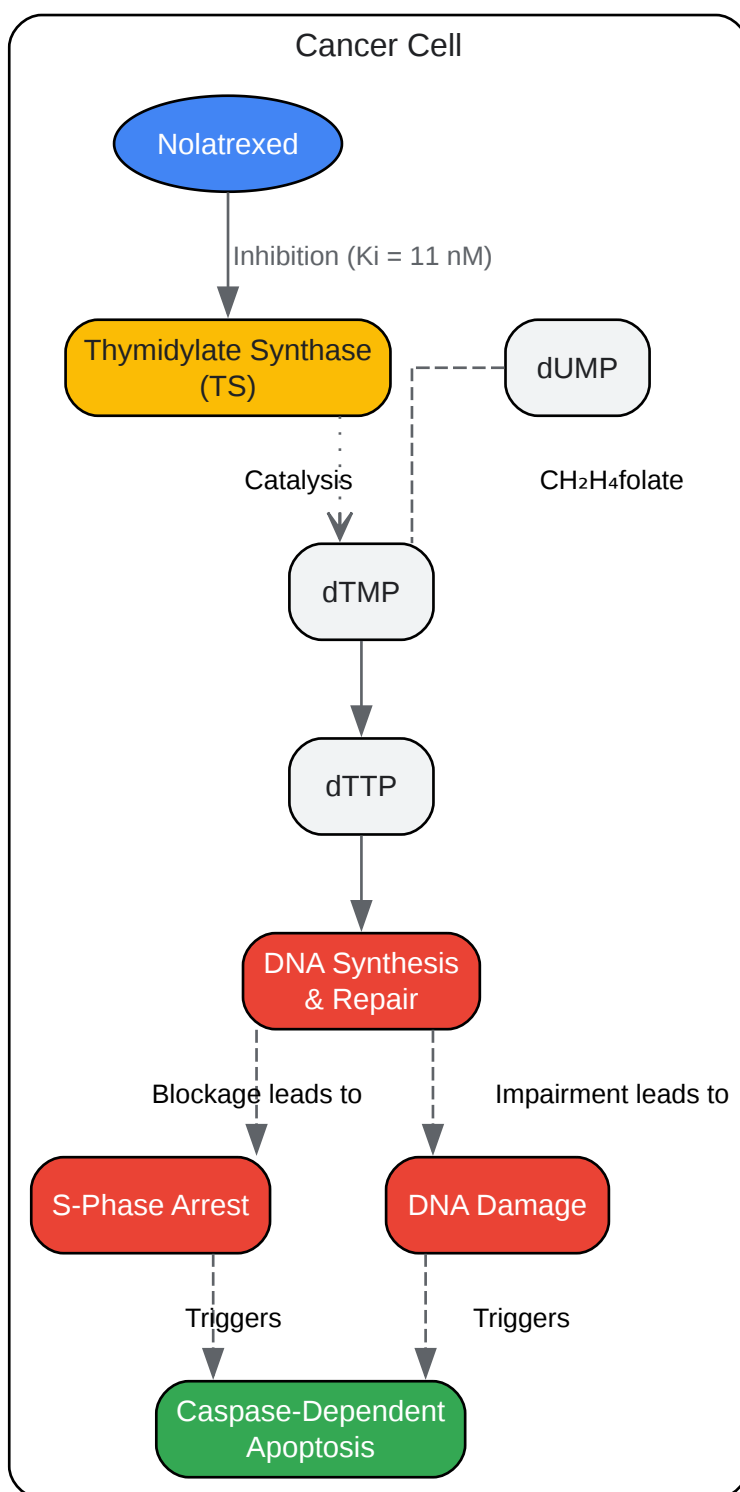 Cancer Cell
Nolatrexed
Inhibition (Ki = 11 nM)
Thymidylate Synthase
(TS)
dUMP
Catalysis
CH₂H₄folate
dTMP
dTTP
DNA Synthesis
& Repair
Blockage leads to
Impairment leads to
S-Phase Arrest
DNA Damage
Triggers
Triggers
Caspase-Dependent
Apoptosis